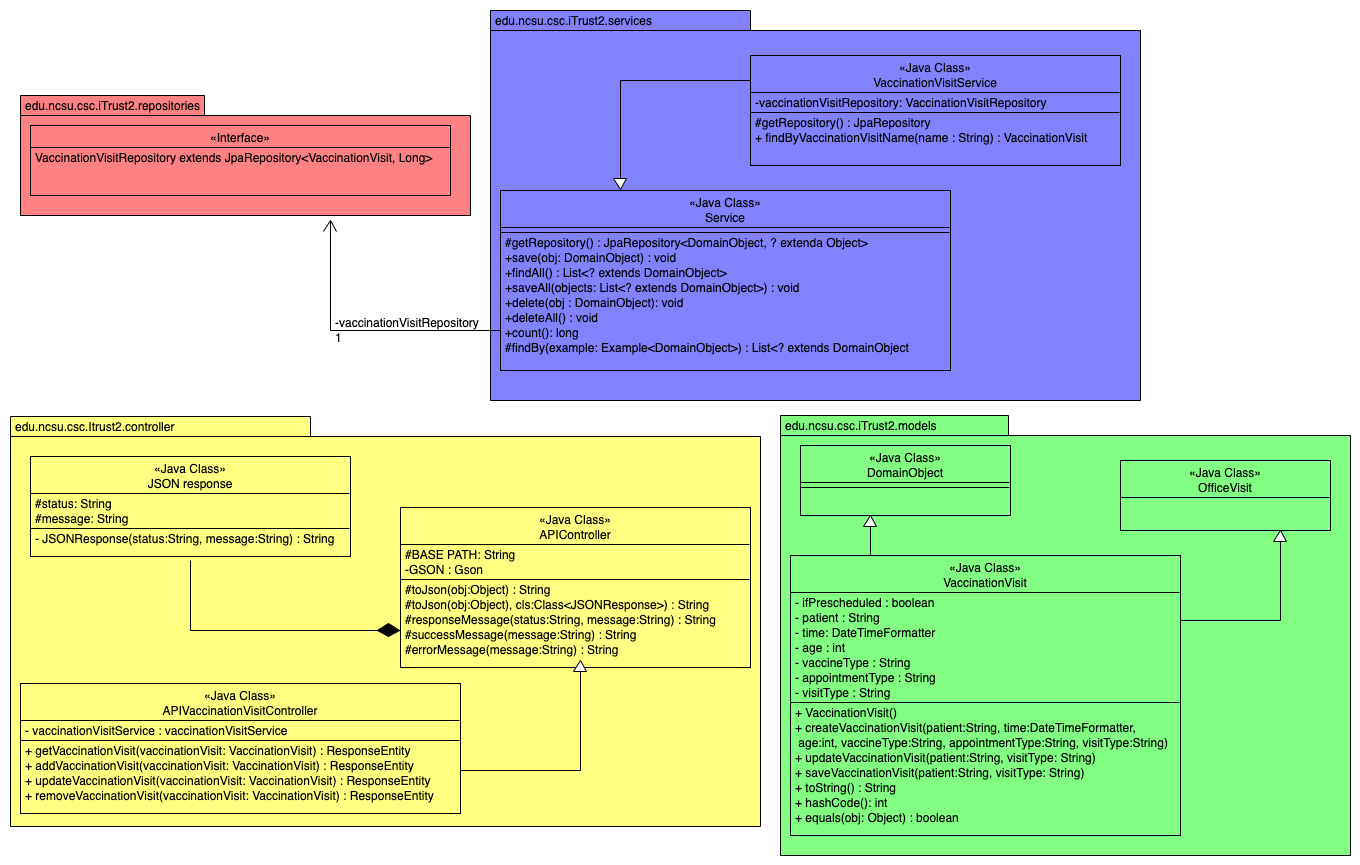 edu.ncsu.csc.iTrust2.services
«Java Class»
VaccinationVisitService
-vaccinationVisitRepository: VaccinationVisitRepository
#getRepository() : JpaRepository
+ findByVaccinationVisitName(name : String) : VaccinationVisit
edu.ncsu.csc.iTrust2.repositories
«Interface»
VaccinationVisitRepository extends JpaRepository<VaccinationVisit, Long>
«Java Class»
Service
#getRepository() : JpaRepository<DomainObject, ? extenda Object>
+save(obj: DomainObject) : void
+findAll() : List<? extends DomainObject>
+saveAll(objects: List<? extends DomainObject>) : void
+delete(obj : DomainObject): void
+deleteAll() : void
+count(): long
#findBy(example: Example<DomainObject>) : List<? extends DomainObject
-vaccinationVisitRepository
1
edu.ncsu.csc.Itrust2.controller
«Java Class»
JSON response
#status: String
#message: String
- JSONResponse(status:String, message:String) : String
«Java Class»
APIController
#BASE PATH: String
-GSON : Gson
#toJson(obj:Object) : String
#toJson(obj:Object), cls:Class<JSONResponse>) : String
#responseMessage(status:String, message:String) : String
#successMessage(message:String) : String
#errorMessage(message:String) : String
«Java Class»
APIVaccinationVisitController
- vaccinationVisitService : vaccinationVisitService
+ getVaccinationVisit(vaccinationVisit: VaccinationVisit) : ResponseEntity
+ addVaccinationVisit(vaccinationVisit: VaccinationVisit) : ResponseEntity
+ updateVaccinationVisit(vaccinationVisit: VaccinationVisit) : ResponseEntity
+ removeVaccinationVisit(vaccinationVisit: VaccinationVisit) : ResponseEntity
edu.ncsu.csc.iTrust2.models
«Java Class»
DomainObject
«Java Class»
OfficeVisit
«Java Class»
VaccinationVisit
- ifPrescheduled : boolean
- patient : String
- time: DateTimeFormatter
- age : int
- vaccineType : String
- appointmentType : String
- visitType : String
+ VaccinationVisit()
+ createVaccinationVisit(patient:String, time:DateTimeFormatter,
age:int, vaccineType:String, appointmentType:String, visitType:String)
+ updateVaccinationVisit(patient:String, visitType: String)
+ saveVaccinationVisit(patient:String, visitType: String)
+ toString() : String
+ hashCode(): int
+ equals(obj: Object) : boolean